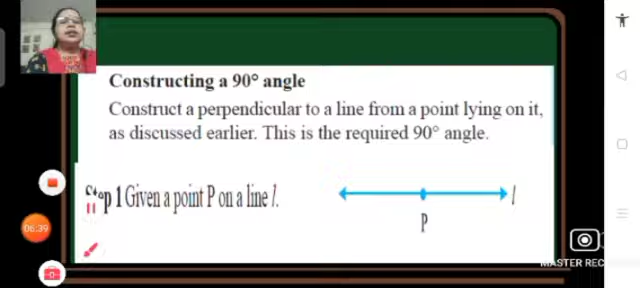 Constructing a 90° angle
Construct a perpendicular to a line from a point lying on it,
as discussed earlier. This is the required 90° angle.
Step 1 Given a point P on a line l.
l
P
06:39
MASTER REC